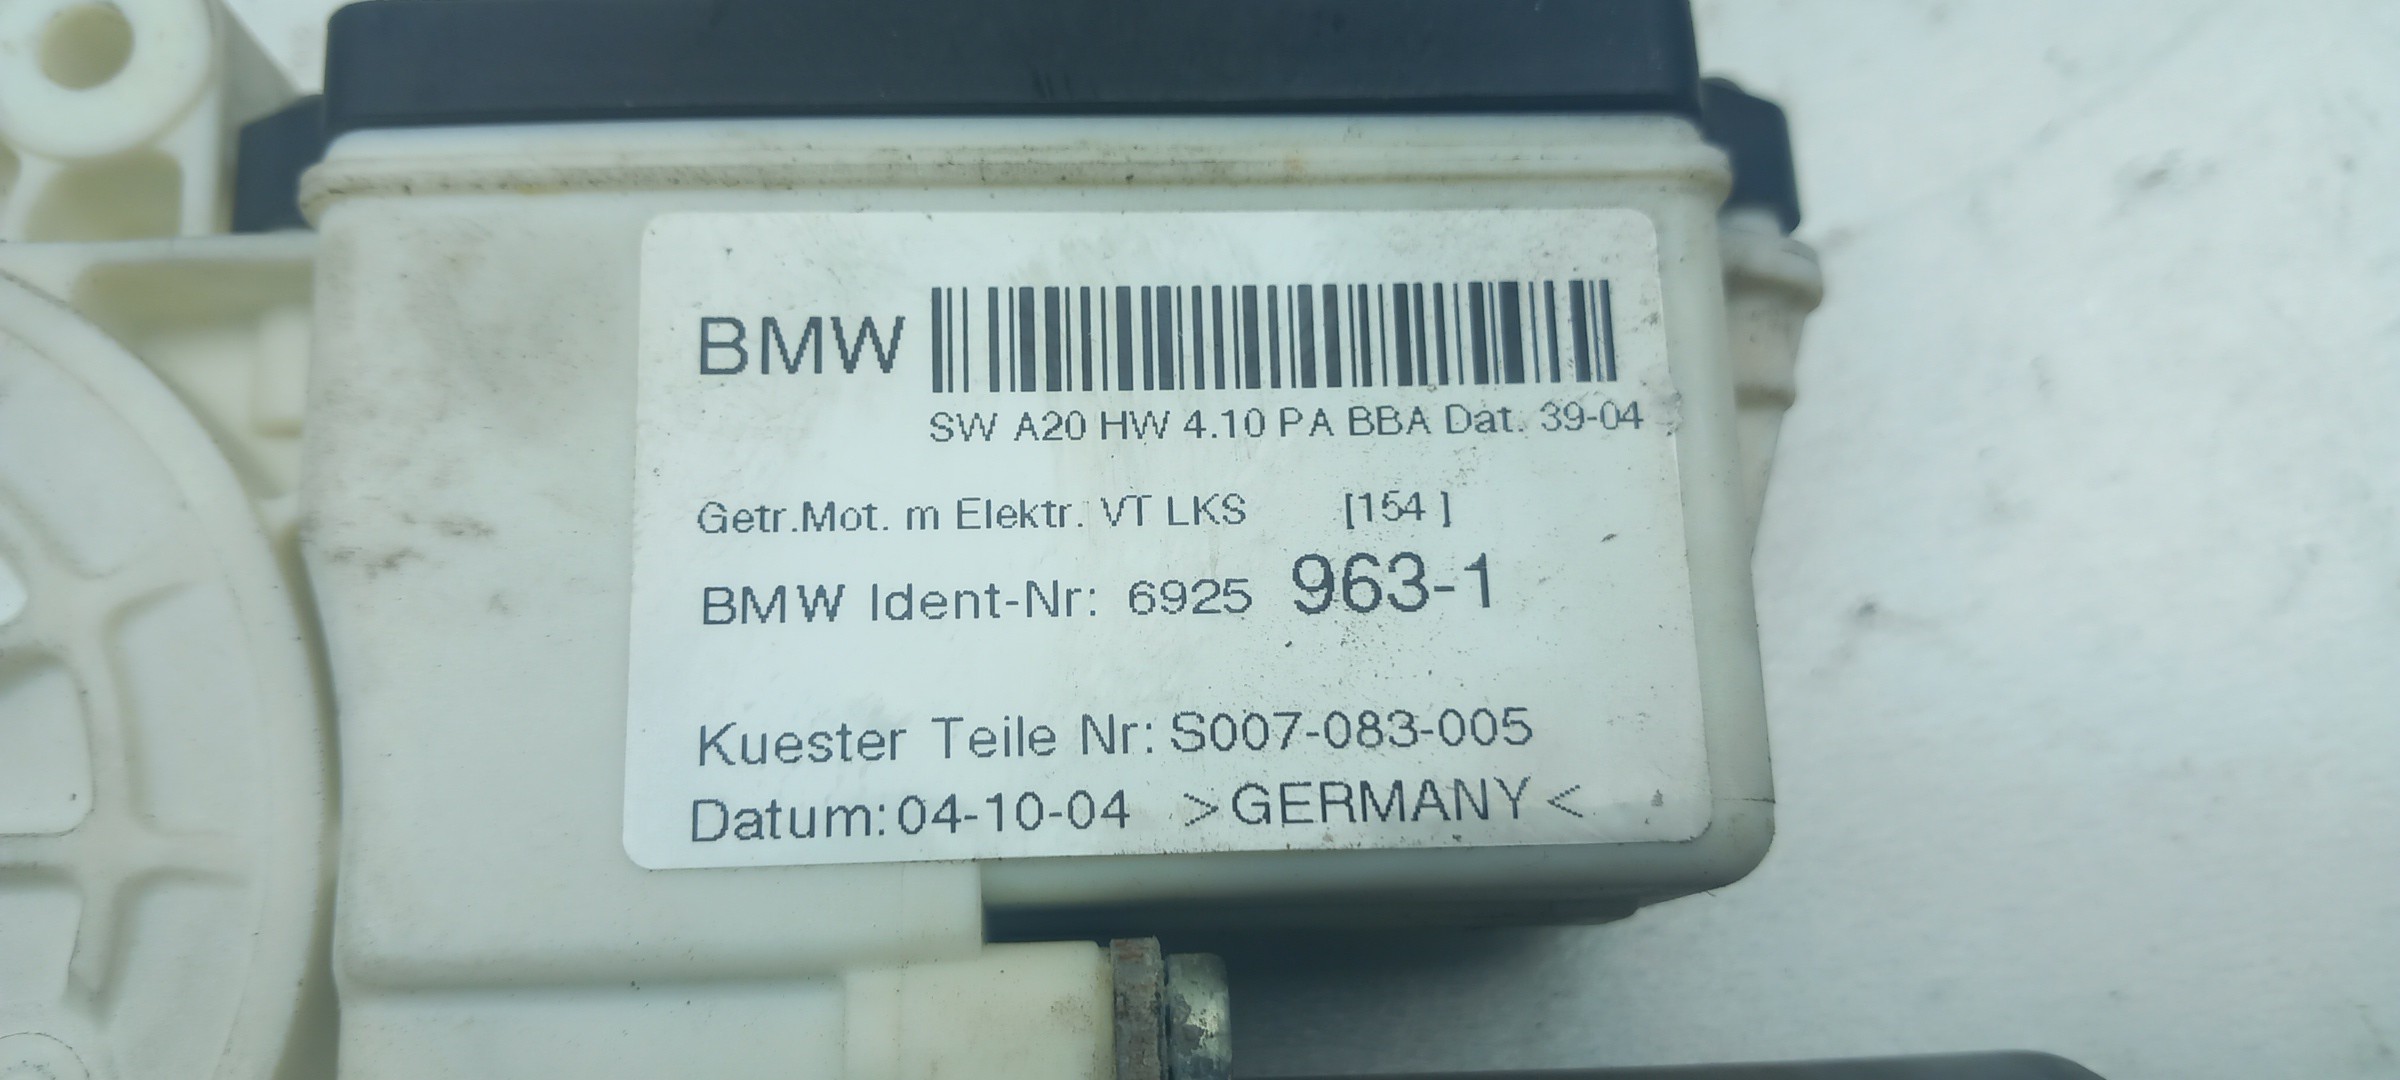 BMW
SW A20 HW 4.10 PA BBA Dat. 39-04
Getr.Mot. m Elektr. VT LKS [154 ]
BMW Ident-Nr: 6925 963-1
Kuester Teile Nr: S007-083-005
Datum: 04-10-04 >GERMANY<